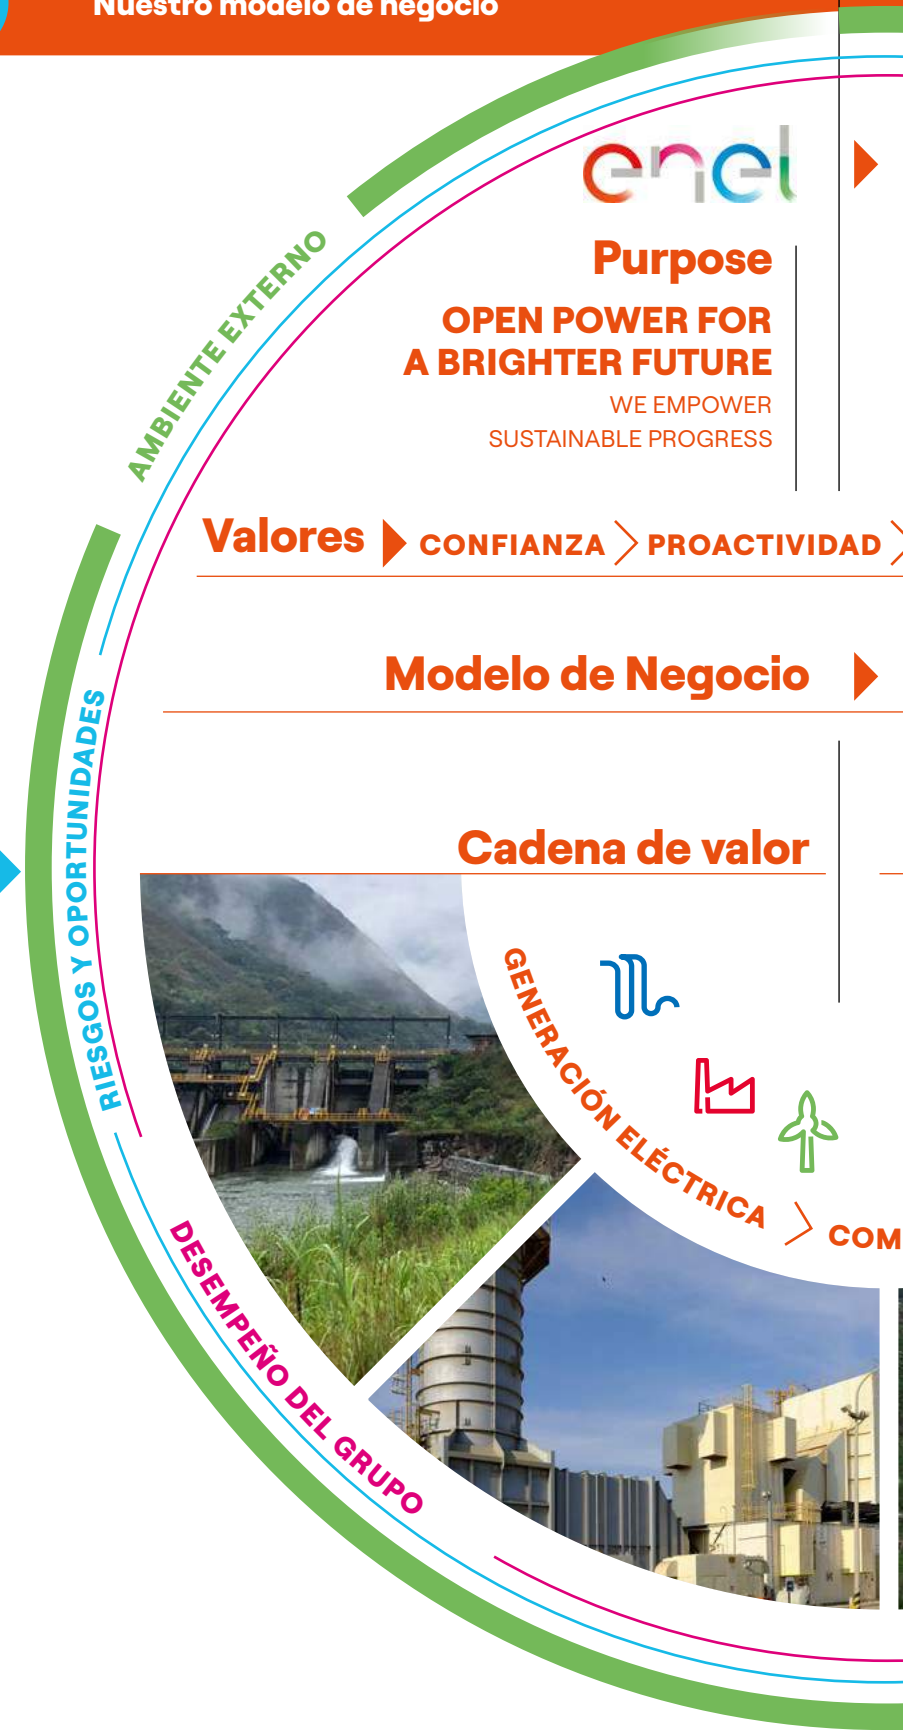 Nuestro modelo de negocio
enel
Purpose
OPEN POWER FOR
A BRIGHTER FUTURE
WE EMPOWER
SUSTAINABLE PROGRESS
AMBIENTE EXTERNO
Valores
CONFIANZA
PROACTIVIDAD
Modelo de Negocio
RIESGOS Y OPORTUNIDADES
Cadena de valor
GENERACIÓN ELÉCTRICA
COM
DESEMPEÑO DEL GRUPO